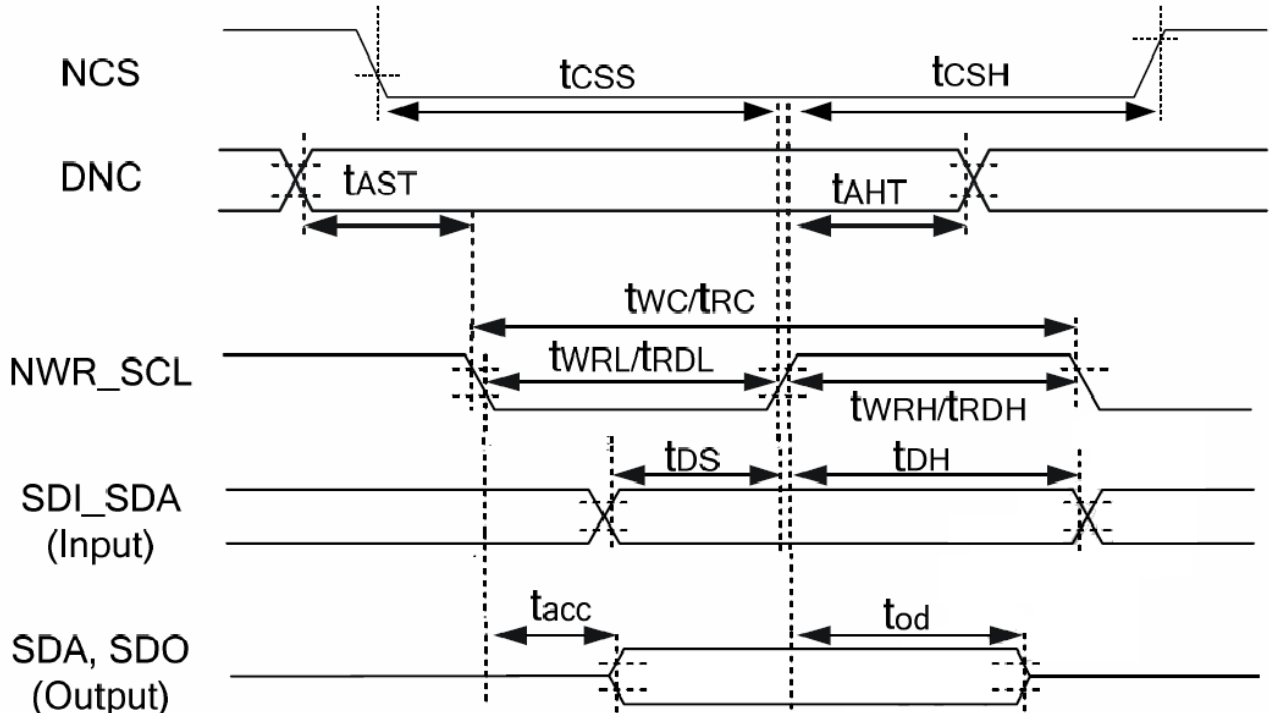 NCS
tCSS
tCSH
DNC
tAST
tAHT
tWC/tRC
NWR_SCL
tWRL/tRDL
tWRH/tRDH
tDS
tDH
SDI_SDA
(Input)
tacc
tod
SDA, SDO
(Output)